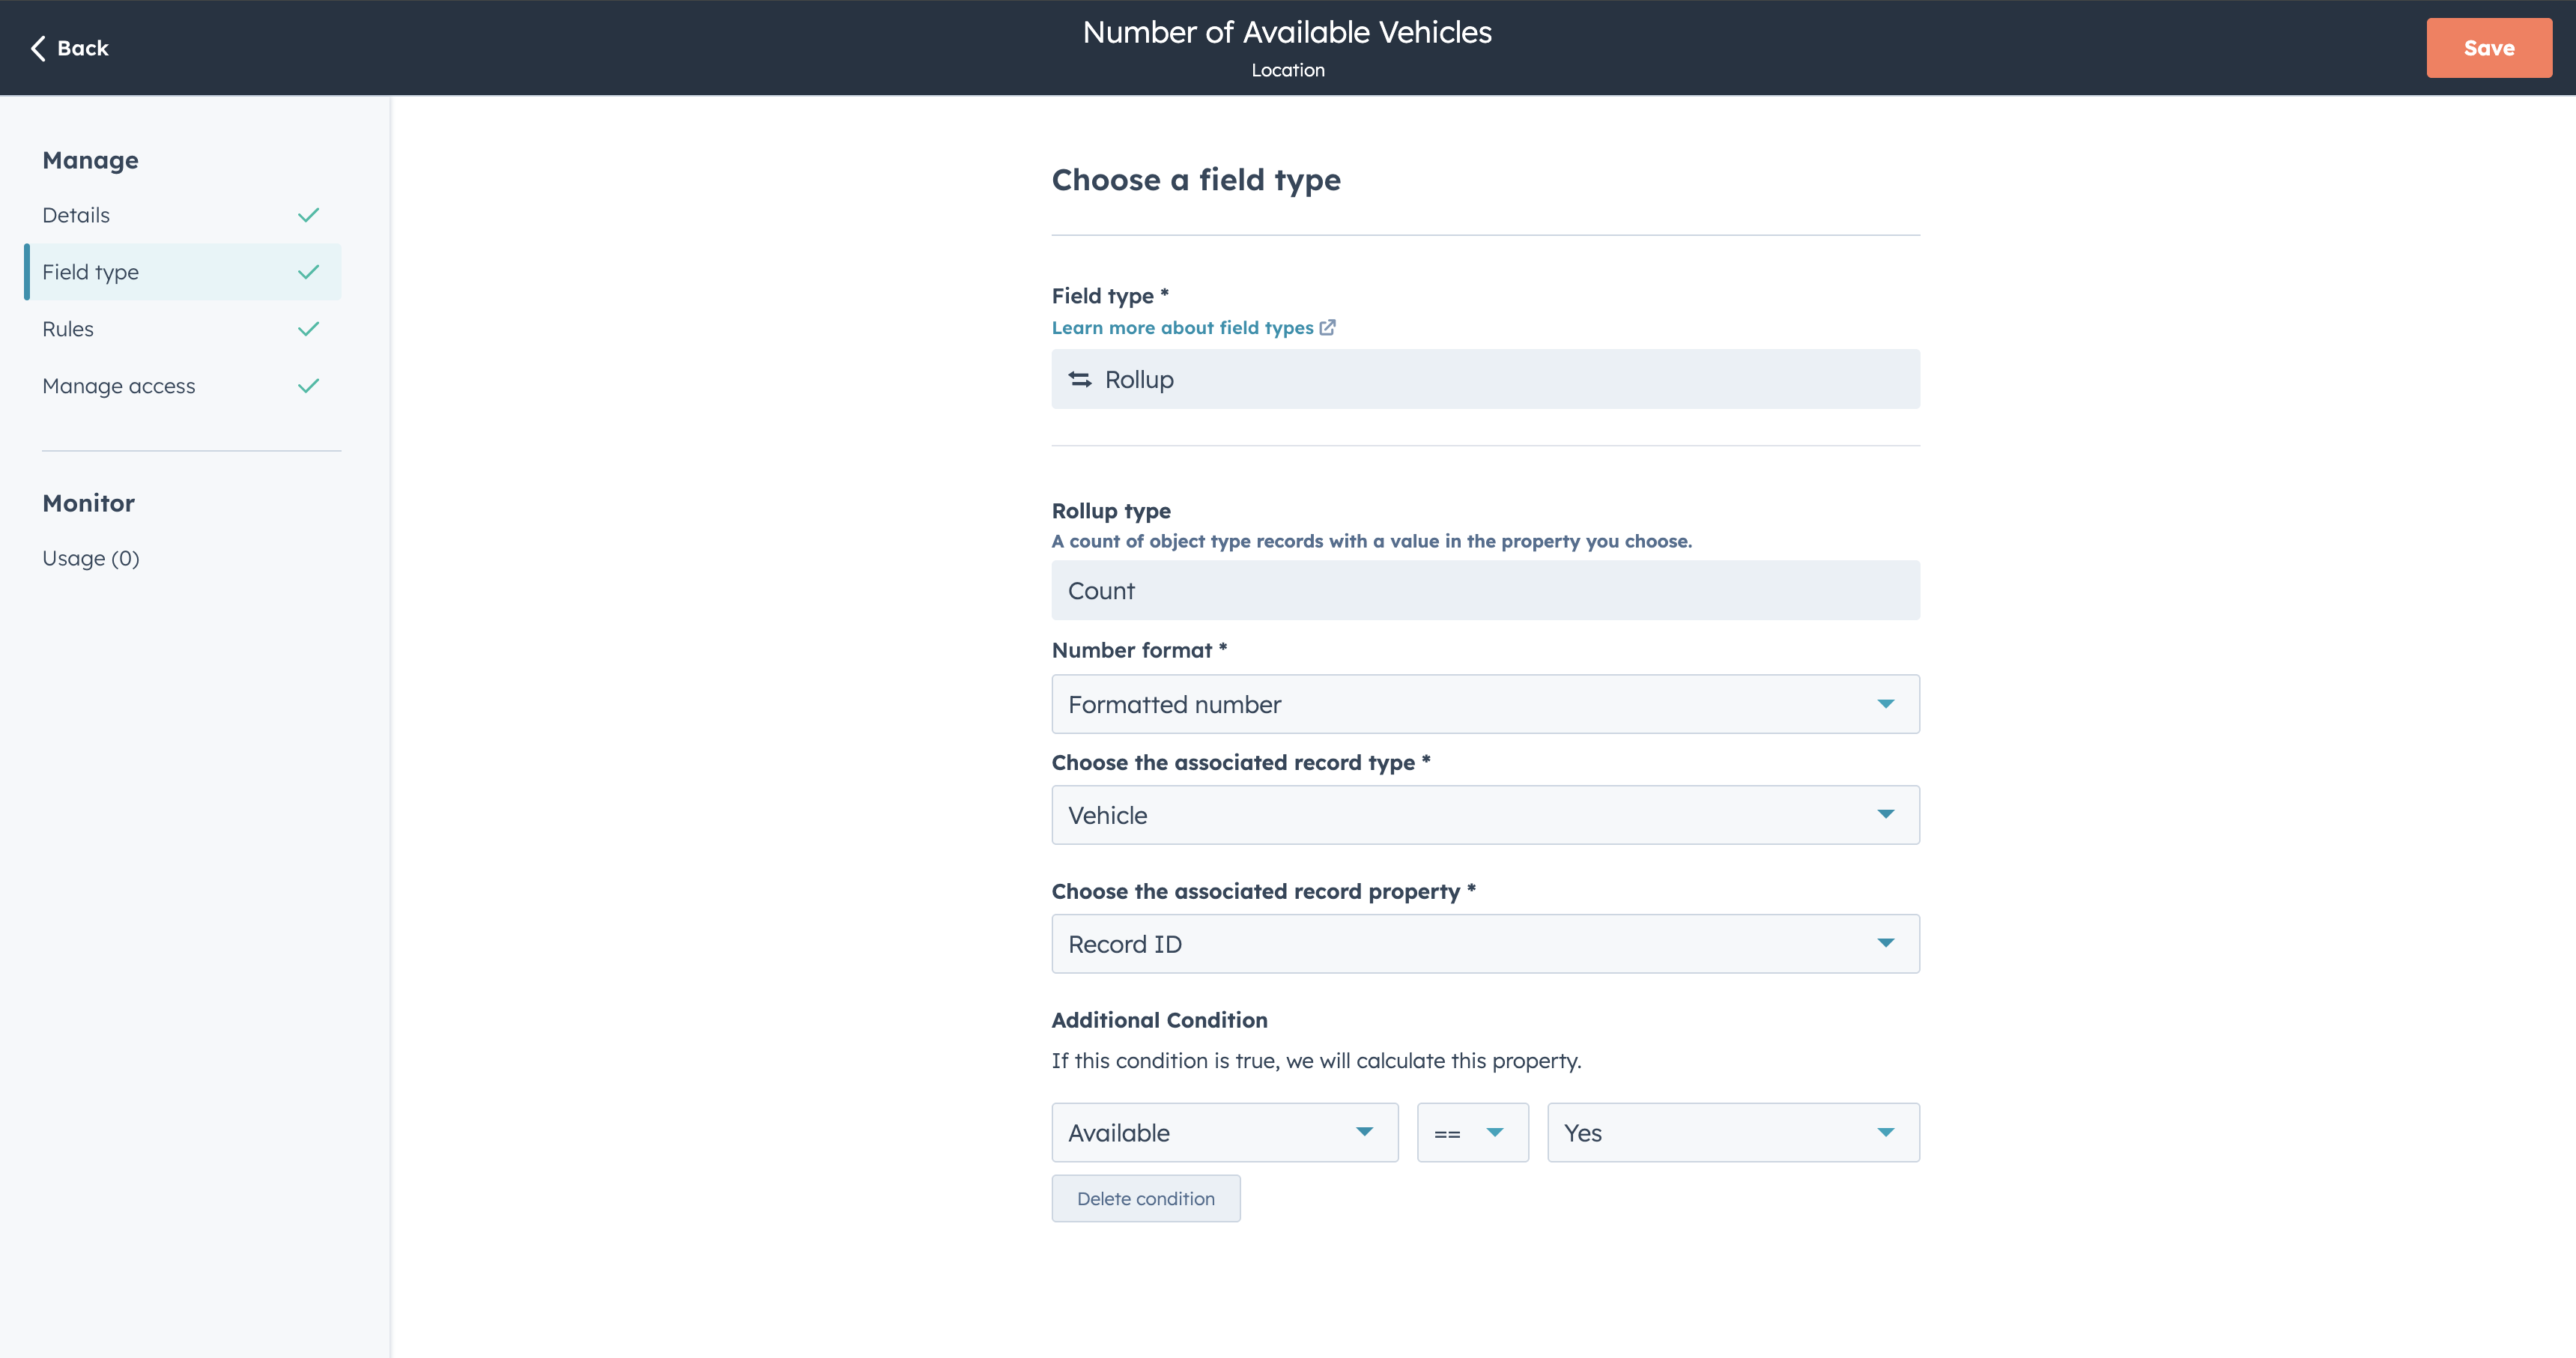 Back
Number of Available Vehicles
Location
Save
Manage
Details
Field type
Rules
Manage access
Monitor
Usage (0)
Choose a field type
Field type *
Learn more about field types
Rollup
Rollup type
A count of object type records with a value in the property you choose.
Count
Number format *
Formatted number
Choose the associated record type *
Vehicle
Choose the associated record property *
Record ID
Additional Condition
If this condition is true, we will calculate this property.
Available == Yes
Delete condition